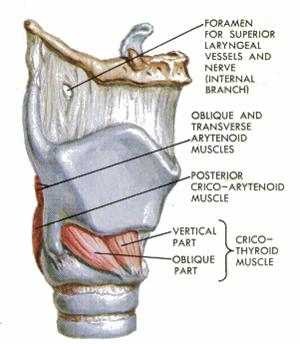 FORAMEN
FOR SUPERIOR
LARYNGEAL
VESSELS AND
NERVE
(INTERNAL
BRANCH)
OBLIQUE AND
TRANSVERSE
ARYTENOID
MUSCLES
POSTERIOR
CRICO-ARYTENOID
MUSCLE
VERTICAL
PART
OBLIQUE
PART
CRICO-
THYROID
MUSCLE